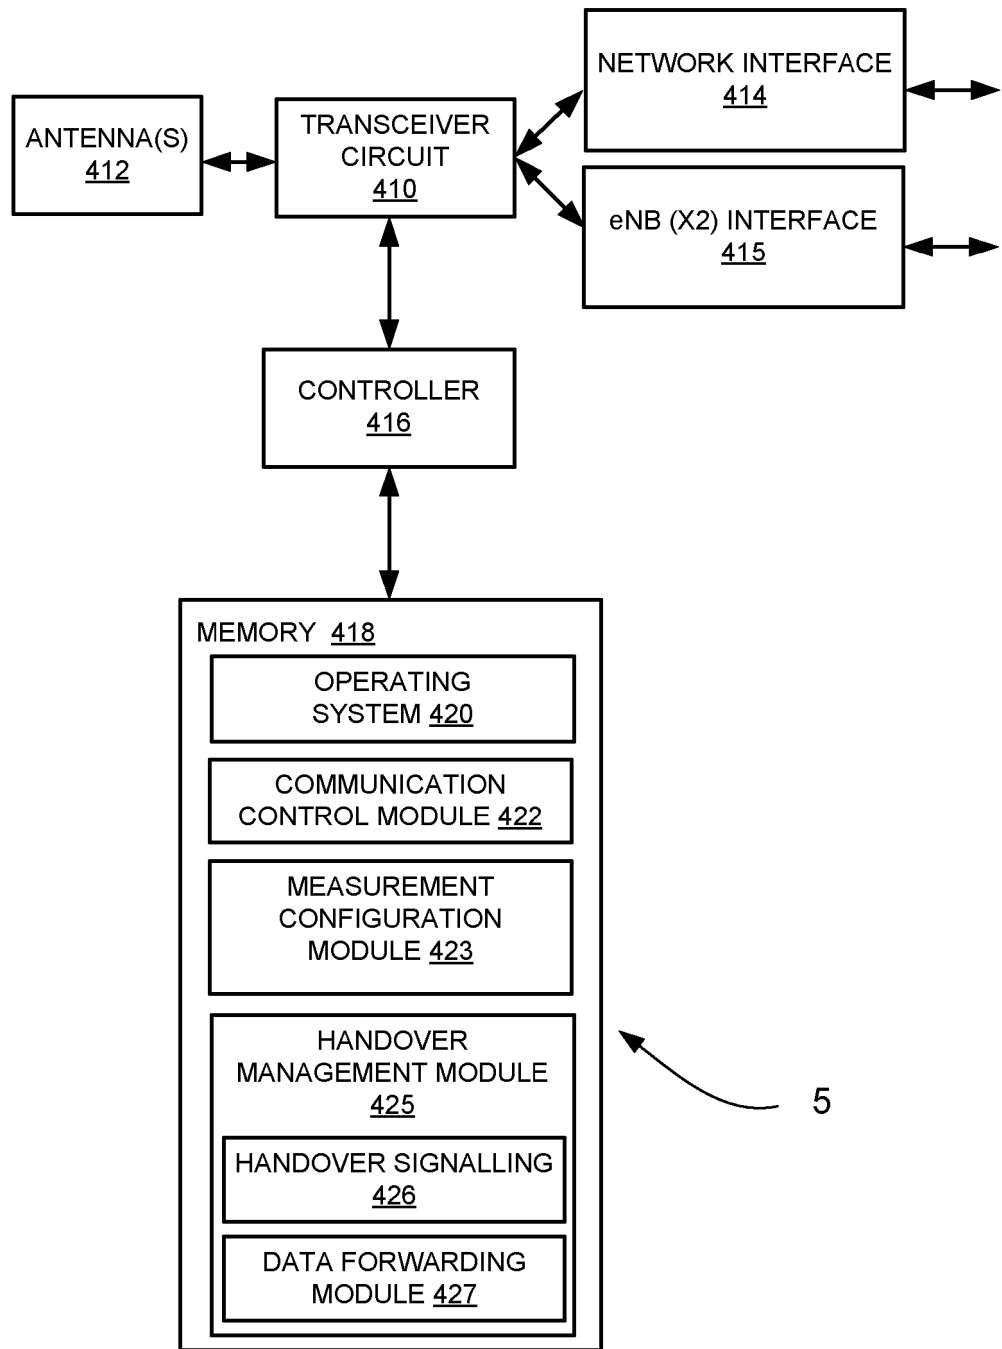 NETWORK INTERFACE
414
ANTENNA(S)
412
TRANSCEIVER
CIRCUIT
410
eNB (X2) INTERFACE
415
CONTROLLER
416
MEMORY 418
OPERATING
SYSTEM 420
COMMUNICATION
CONTROL MODULE 422
MEASUREMENT
CONFIGURATION
MODULE 423
HANDOVER
MANAGEMENT MODULE
425
5
HANDOVER SIGNALLING
426
DATA FORWARDING
MODULE 427